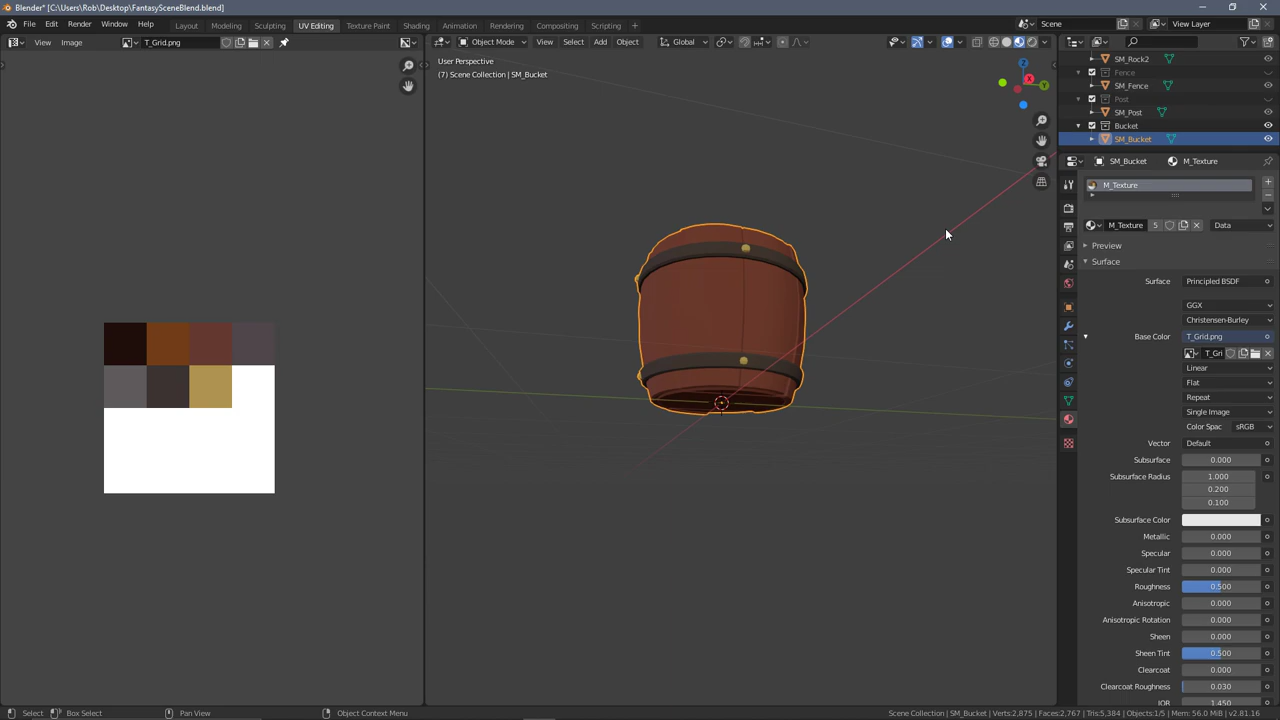 Blender* [C:\Users\Rob\Desktop\FantasySceneBlend.blend]
File Edit Render Window Help Layout Modeling Sculpting UV Editing Texture Paint Shading Animation Rendering Compositing Scripting Scene View Layer
View Image T_Grid.png Object Mode View Select Add Object Global
User Perspective
(7) Scene Collection | SM_Bucket
Z
X
Y
SM_Rock2
Fence
SM_Fence
Post
SM_Post
Bucket
SM_Bucket
SM_Bucket M_Texture
M_Texture
M_Texture 5 Data
Preview
Surface
Surface Principled BSDF
GGX
Christensen-Burley
Base Color T_Grid.png
T_Gri
Linear
Flat
Repeat
Single Image
Color Spac sRGB
Vector Default
Subsurface 0.000
Subsurface Radius 1.000
0.200
0.100
Subsurface Color
Metallic 0.000
Specular 0.000
Specular Tint 0.000
Roughness 0.500
Anisotropic 0.000
Anisotropic Rotation 0.000
Sheen 0.000
Sheen Tint 0.500
Clearcoat 0.000
Clearcoat Roughness 0.030
IOR 1.450
Select Box Select Pan View Object Context Menu Scene Collection | SM_Bucket | Verts:2,875 | Faces:2,767 | Tris:5,384 | Objects:1/5 | Mem: 56.0 MiB | v2.81.16